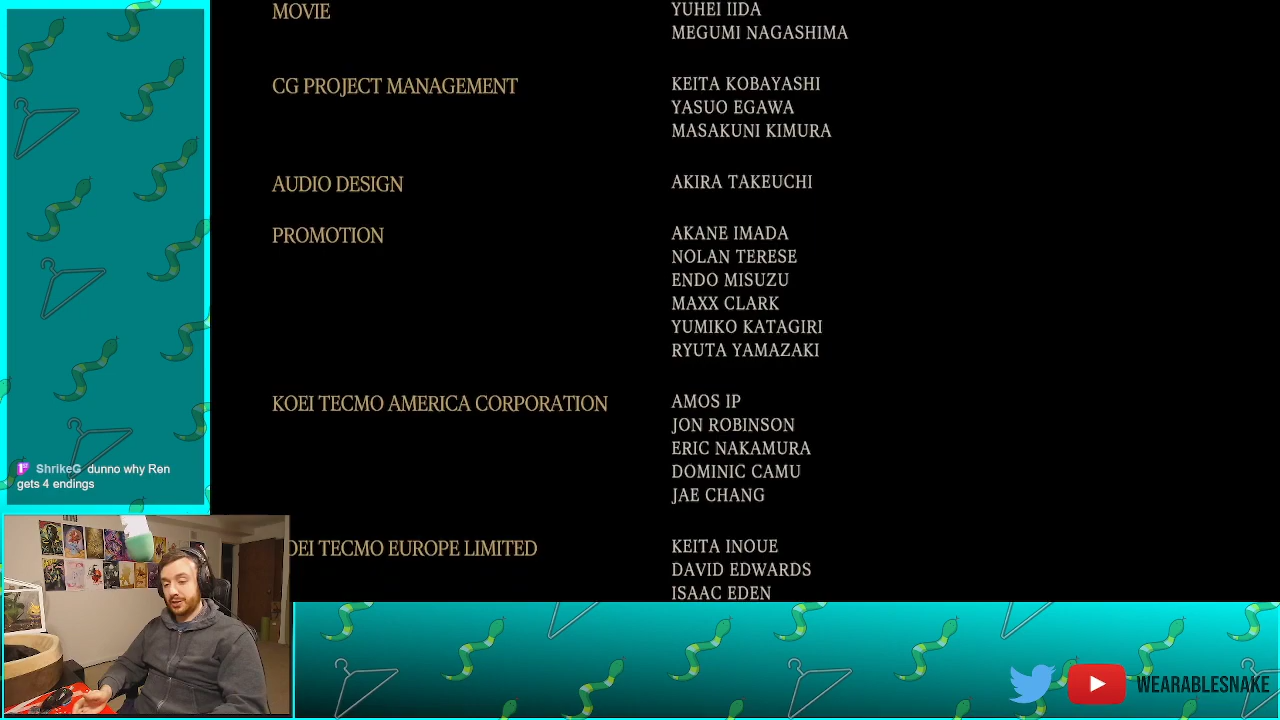 MOVIE
YUHEI IIDA
MEGUMI NAGASHIMA
CG PROJECT MANAGEMENT
KEITA KOBAYASHI
YASUO EGAWA
MASAKUNI KIMURA
AUDIO DESIGN
AKIRA TAKEUCHI
PROMOTION
AKANE IMADA
NOLAN TERESE
ENDO MISUZU
MAXX CLARK
YUMIKO KATAGIRI
RYUTA YAMAZAKI
KOEI TECMO AMERICA CORPORATION
AMOS IP
JON ROBINSON
ERIC NAKAMURA
DOMINIC CAMU
JAE CHANG
OEI TECMO EUROPE LIMITED
KEITA INOUE
DAVID EDWARDS
ISAAC EDEN
ShrikeG dunno why Ren
gets 4 endings
WEARABLESNAKE